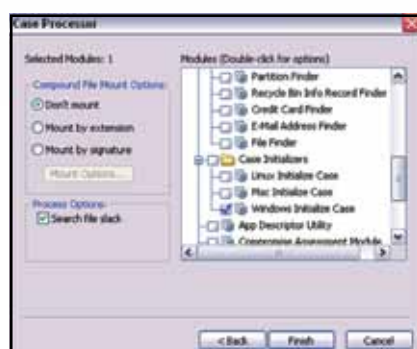 Case Processor
Selected Modules: 1
Compound File Mount Options:
Don't mount
Mount by extension
Mount by signature
Mount Options...
Process Options:
Search file slack
Modules (Double-click for options)
Partition Finder
Recycle Bin Info Record Finder
Credit Card Finder
E-Mail Address Finder
File Finder
Case Initializers
Linux Initialize Case
Mac Initialize Case
Windows Initialize Case
App Descriptor Utility
Compromise Assessment Module
< Back
Finish
Cancel